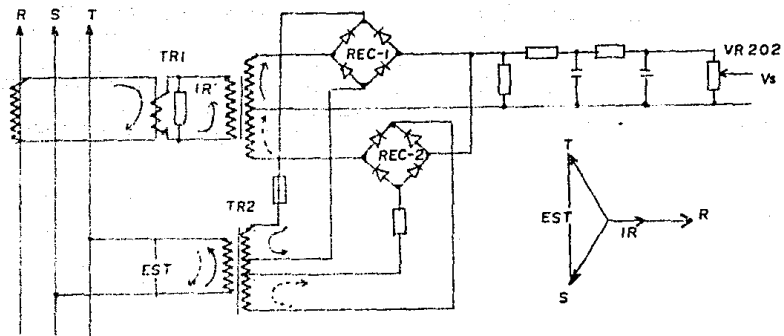 R S T
TR1
IR
REC-1
VR 202
Vs
REC-2
TR2
EST
T
EST
IR
R
S